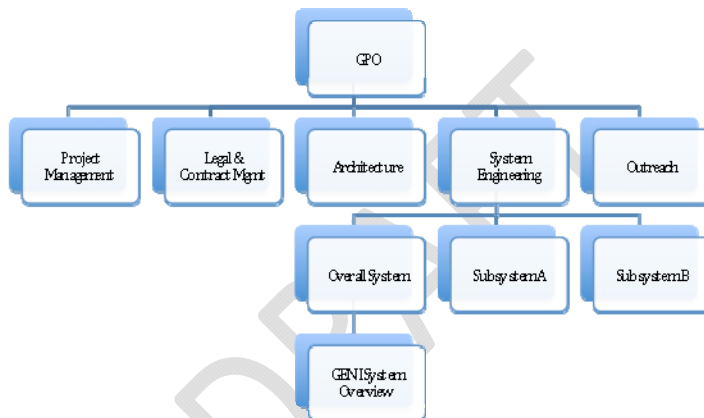 GPO
Project
Management
Legal &
Contract Mgmt
Architecture
System
Engineering
Outreach
Overall System
Subsystem A
Subsystem B
GENI System
Overview
DRAFT